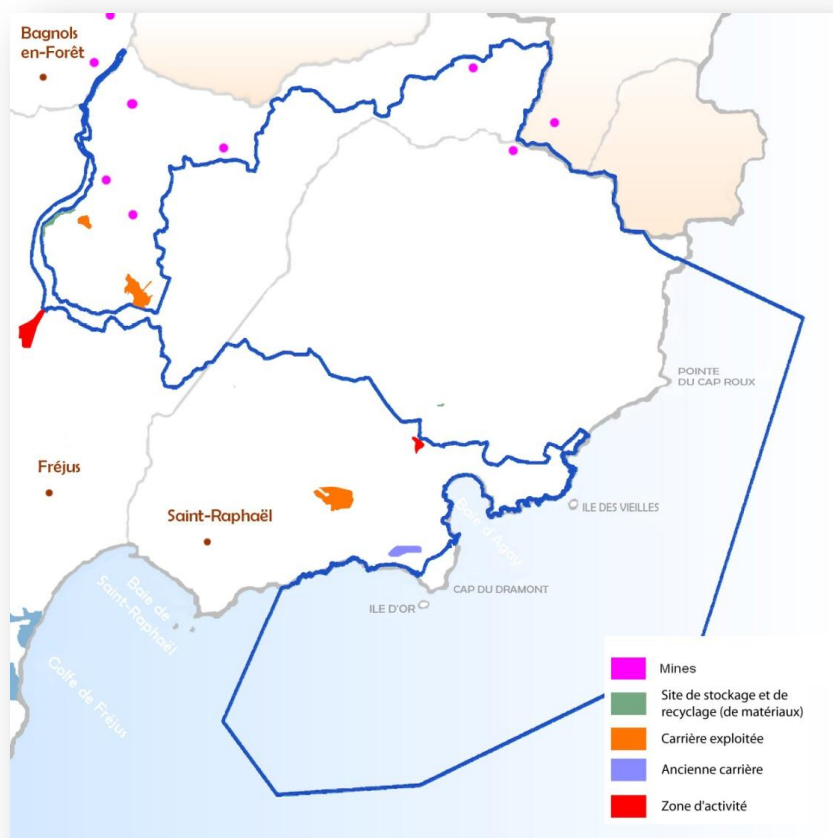 Bagnols
en-Forêt
POINTE
DU CAP ROUX
Fréjus
ILE DES VIEILLES
Saint-Raphaël
Baie d'Agay
CAP DU DRAMONT
ILE D'OR
Baie de
Saint-Raphaël
Golfe de Fréjus
Mines
Site de stockage et de
recyclage (de matériaux)
Carrière exploitée
Ancienne carrière
Zone d'activité